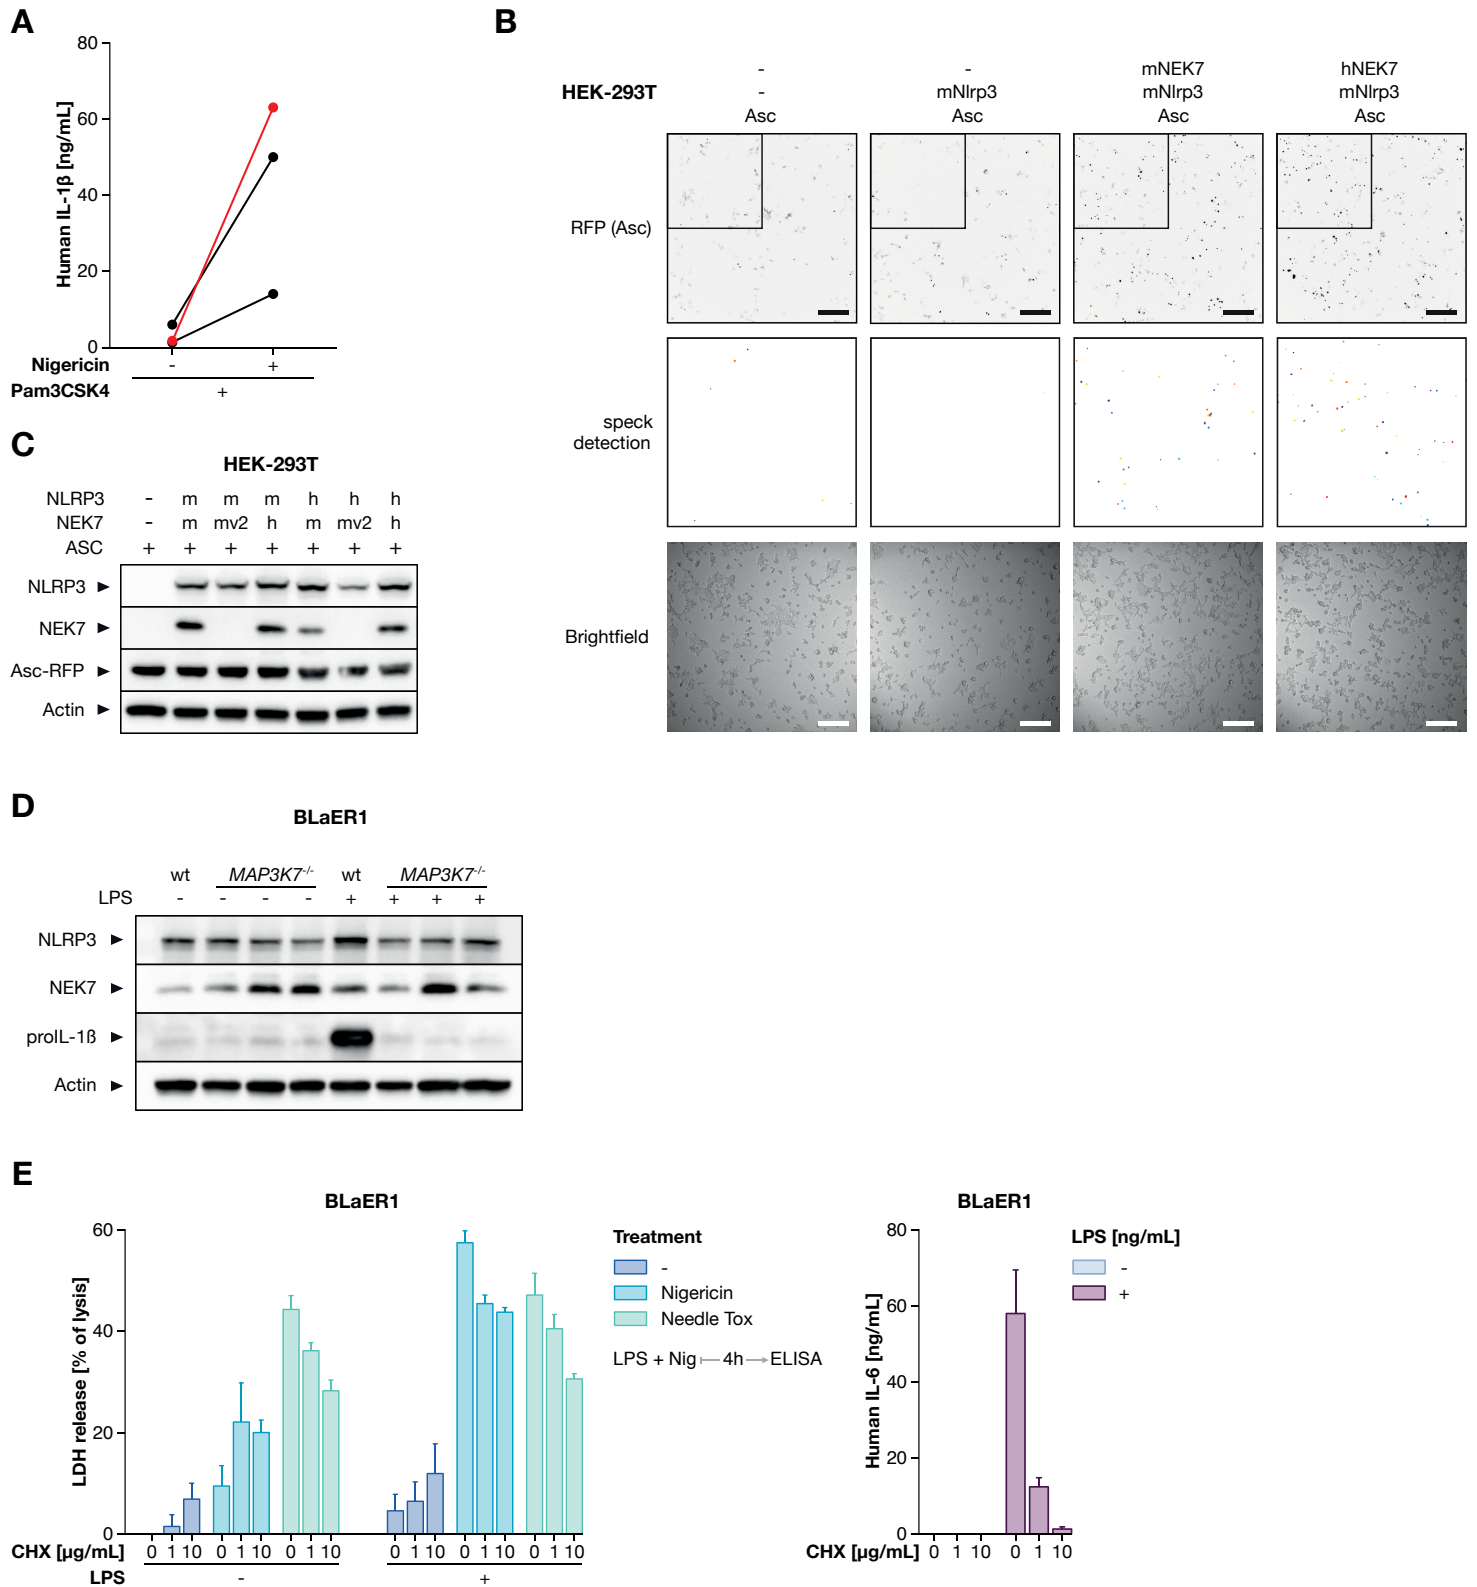 A
Human IL-1β [ng/mL]
80
60
40
20
0
Nigericin - +
Pam3CSK4 +
B
HEK-293T
- - mNEK7 hNEK7
- mNlrp3 mNlrp3 mNlrp3
Asc Asc Asc Asc
RFP (Asc)
speck
detection
Brightfield
C
HEK-293T
NLRP3 - m m m h h h
NEK7 - m mv2 h m mv2 h
ASC + + + + + + +
NLRP3
NEK7
Asc-RFP
Actin
D
BLaER1
wt MAP3K7-/- wt MAP3K7-/-
LPS - - - - + + + +
NLRP3
NEK7
proIL-1ß
Actin
E
BLaER1
LDH release [% of lysis]
60
40
20
0
CHX [µg/mL] 0 1 10 0 1 10 0 1 10 0 1 10 0 1 10 0 1 10
LPS - +
Treatment
-
Nigericin
Needle Tox
LPS + Nig 4h ELISA
BLaER1
Human IL-6 [ng/mL]
80
60
40
20
0
CHX [µg/mL] 0 1 10 0 1 10
LPS [ng/mL]
-
+